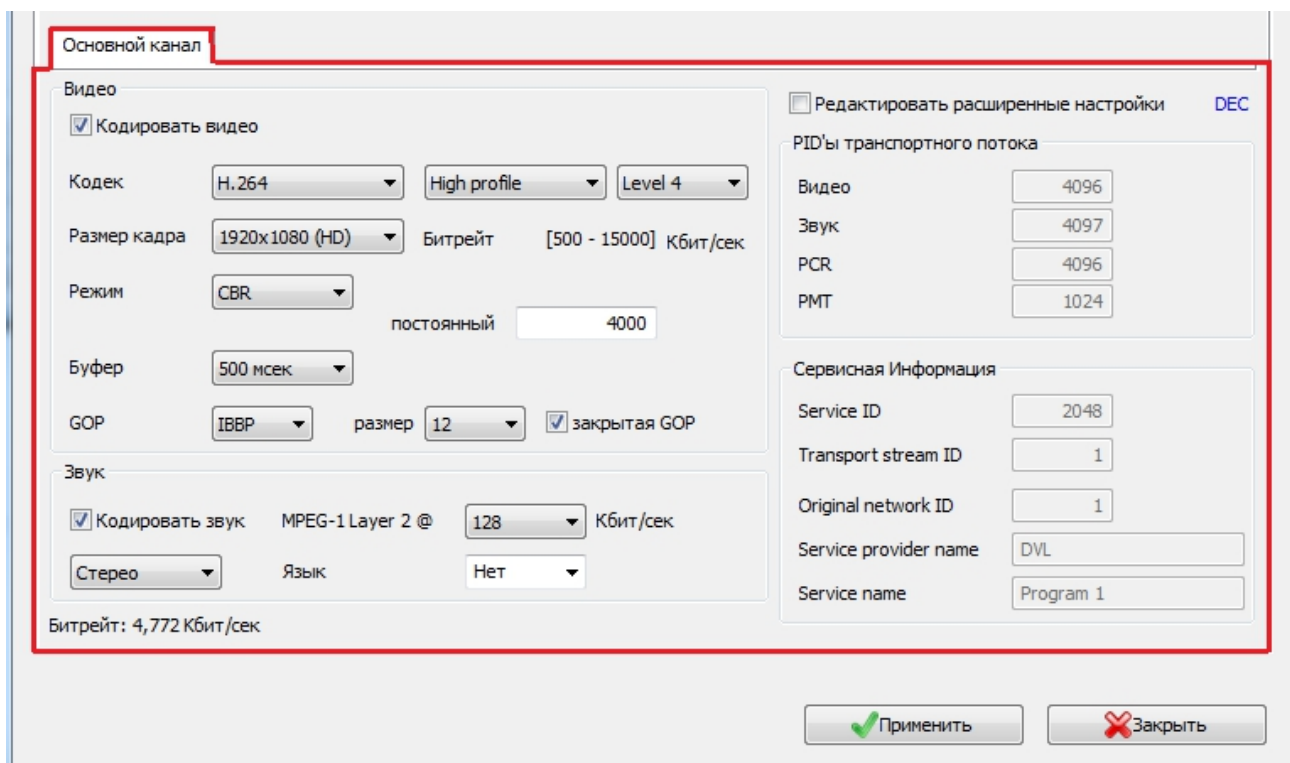 Основной канал
Видео
Кодировать видео
Кодек H.264 High profile Level 4
Размер кадра 1920x1080 (HD) Битрейт [500 - 15000] Кбит/сек
Режим CBR
постоянный 4000
Буфер 500 мсек
GOP IBBP размер 12 закрытая GOP
Звук
Кодировать звук MPEG-1 Layer 2 @ 128 Кбит/сек
Стерео Язык Нет
Битрейт: 4,772 Кбит/сек
Редактировать расширенные настройки DEC
PID'ы транспортного потока
Видео 4096
Звук 4097
PCR 4096
PMT 1024
Сервисная Информация
Service ID 2048
Transport stream ID 1
Original network ID 1
Service provider name DVL
Service name Program 1
Применить Закрыть